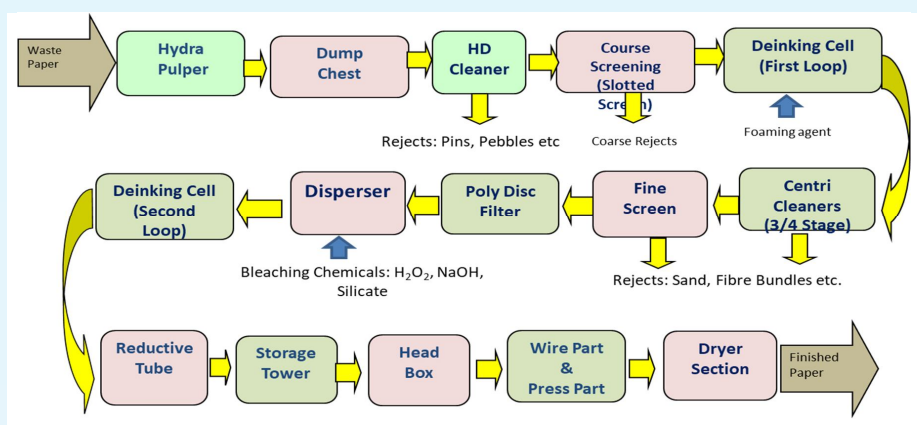 Waste
Paper
Hydra
Pulper
Dump
Chest
HD
Cleaner
Course
Screening
(Slotted
Screen)
Deinking Cell
(First Loop)
Rejects: Pins, Pebbles etc
Coarse Rejects
Foaming agent
Deinking Cell
(Second
Loop)
Disperser
Poly Disc
Filter
Fine
Screen
Centri
Cleaners
(3/4 Stage)
Bleaching Chemicals: H₂O₂, NaOH,
Silicate
Rejects: Sand, Fibre Bundles etc.
Reductive
Tube
Storage
Tower
Head
Box
Wire Part
&
Press Part
Dryer
Section
Finished
Paper